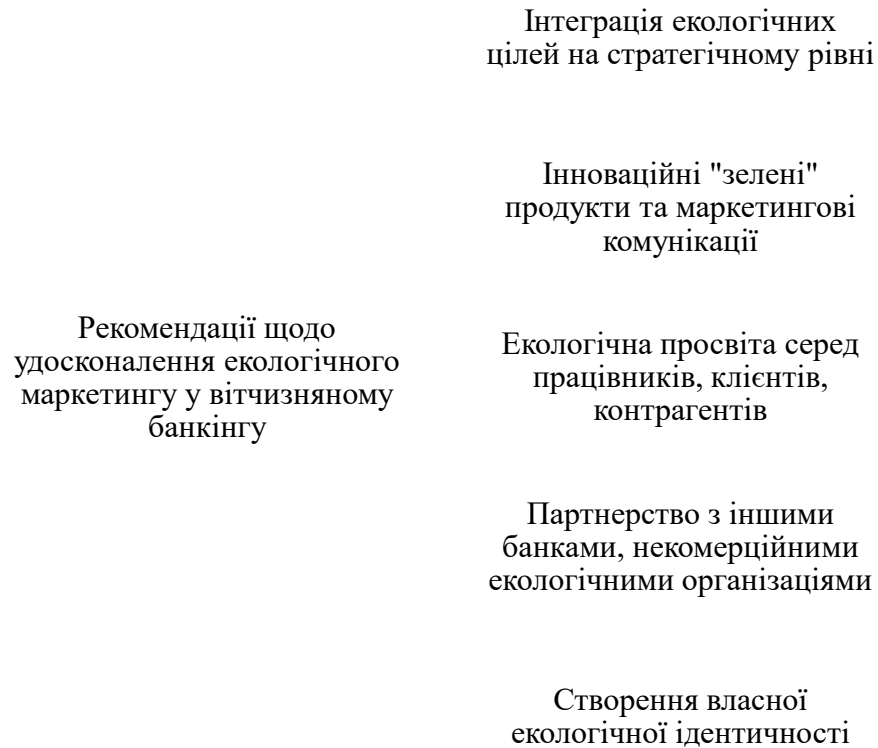 Інтеграція екологічних
цілей на стратегічному рівні
Інноваційні "зелені"
продукти та маркетингові
комунікації
Рекомендації щодо
удосконалення екологічного
маркетингу у вітчизняному
банкінгу
Екологічна просвіта серед
працівників, клієнтів,
контрагентів
Партнерство з іншими
банками, некомерційними
екологічними організаціями
Створення власної
екологічної ідентичності